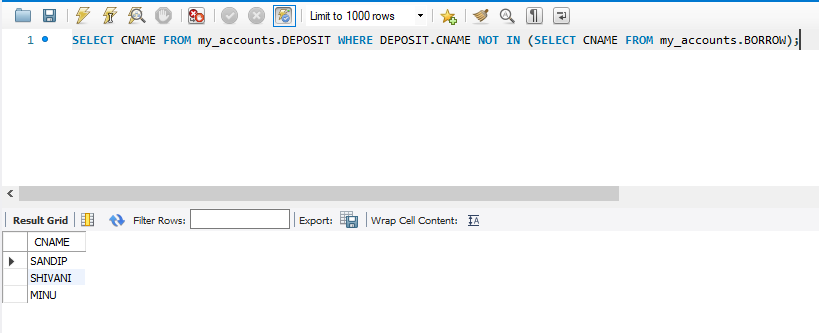 Limit to 1000 rows
1 SELECT CNAME FROM my_accounts.DEPOSIT WHERE DEPOSIT.CNAME NOT IN (SELECT CNAME FROM my_accounts.BORROW);
Result Grid Filter Rows: Export: Wrap Cell Content:
CNAME
SANDIP
SHIVANI
MINU